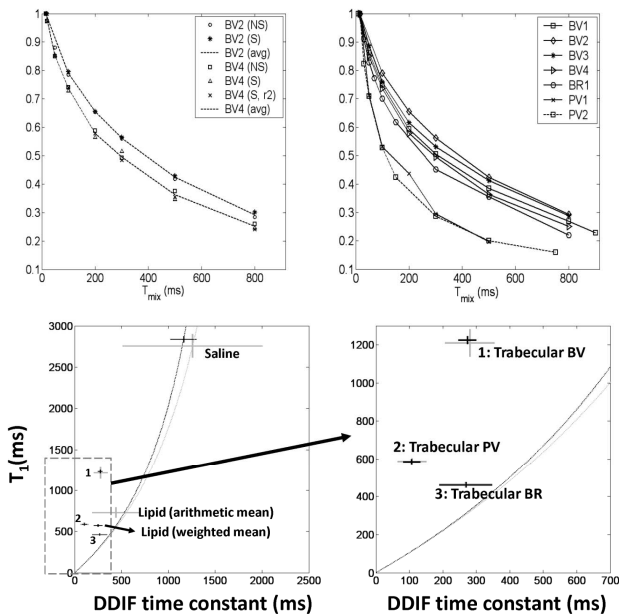 1
0.9
0.8
0.7
0.6
0.5
0.4
0.3
0.2
0.1
0 200 400 600 800
T_mix (ms)
BV2 (NS)
BV2 (S)
BV2 (avg)
BV4 (NS)
BV4 (S)
BV4 (S, r2)
BV4 (avg)
1
0.9
0.8
0.7
0.6
0.5
0.4
0.3
0.2
0.1
0 200 400 600 800
T_mix (ms)
BV1
BV2
BV3
BV4
BR1
PV1
PV2
T1(ms)
3000
2500
2000
1500
1000
500
0
0 500 1000 1500 2000 2500
Saline
1
2
3
Lipid (arithmetic mean)
Lipid (weighted mean)
DDIF time constant (ms)
1200
1000
800
600
400
200
0
0 100 200 300 400 500 600 700
1: Trabecular BV
2: Trabecular PV
3: Trabecular BR
DDIF time constant (ms)